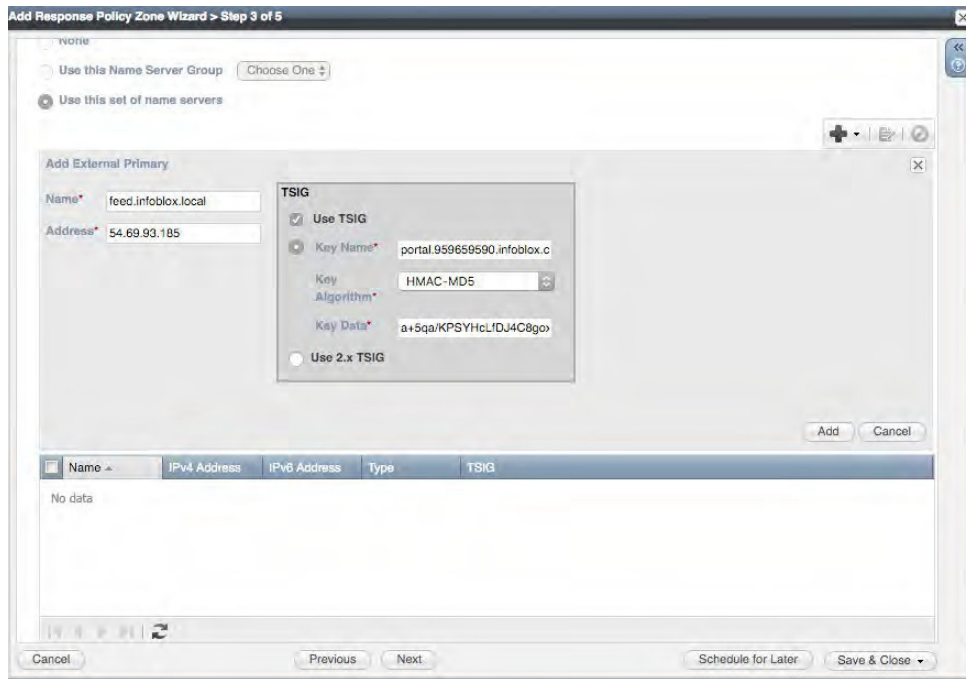 Add Response Policy Zone Wizard > Step 3 of 5
None
Use this Name Server Group Choose One
Use this set of name servers
Add External Primary
Name* feed.infoblox.local
Address* 54.69.93.185
TSIG
Use TSIG
Key Name* portal.959659590.infoblox.c
Key Algorithm* HMAC-MD5
Key Data* a+5qa/KPSYHcLfDJ4C8gox
Use 2.x TSIG
Add Cancel
Name IPv4 Address IPv6 Address Type TSIG
No data
Cancel Previous Next Schedule for Later Save & Close